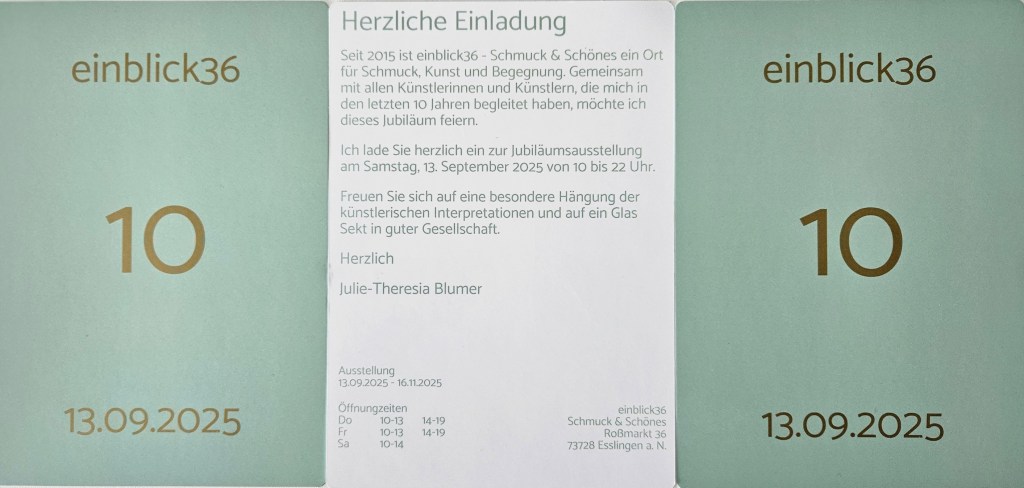 einblick36
10
13.09.2025
Herzliche Einladung
Seit 2015 ist einblick36 - Schmuck & Schönes ein Ort
für Schmuck, Kunst und Begegnung. Gemeinsam
mit allen Künstlerinnen und Künstlern, die mich in
den letzten 10 Jahren begleitet haben, möchte ich
dieses Jubiläum feiern.
Ich lade Sie herzlich ein zur Jubiläumsausstellung
am Samstag, 13. September 2025 von 10 bis 22 Uhr.
Freuen Sie sich auf eine besondere Hängung der
künstlerischen Interpretationen und auf ein Glas
Sekt in guter Gesellschaft.
Herzlich
Julie-Theresia Blumer
Ausstellung
13.09.2025 - 16.11.2025
Öffnungzeiten
Do 10-13 14-19
Fr 10-13 14-19
Sa 10-14
einblick36
Schmuck & Schönes
Roßmarkt 36
73728 Esslingen a. N.
einblick36
10
13.09.2025